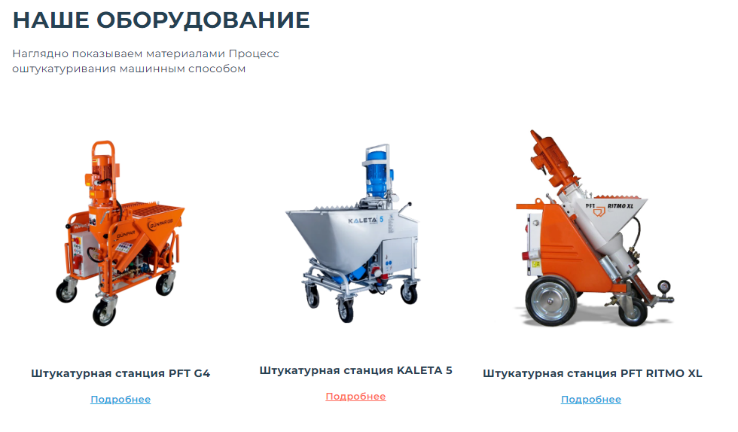 НАШЕ ОБОРУДОВАНИЕ
Наглядно показываем материалами Процесс
оштукатуривания машинным способом
KALETA 5
PFT RITMO XL
Штукатурная станция PFT G4
Штукатурная станция KALETA 5
Штукатурная станция PFT RITMO XL
Подробнее
Подробнее
Подробнее